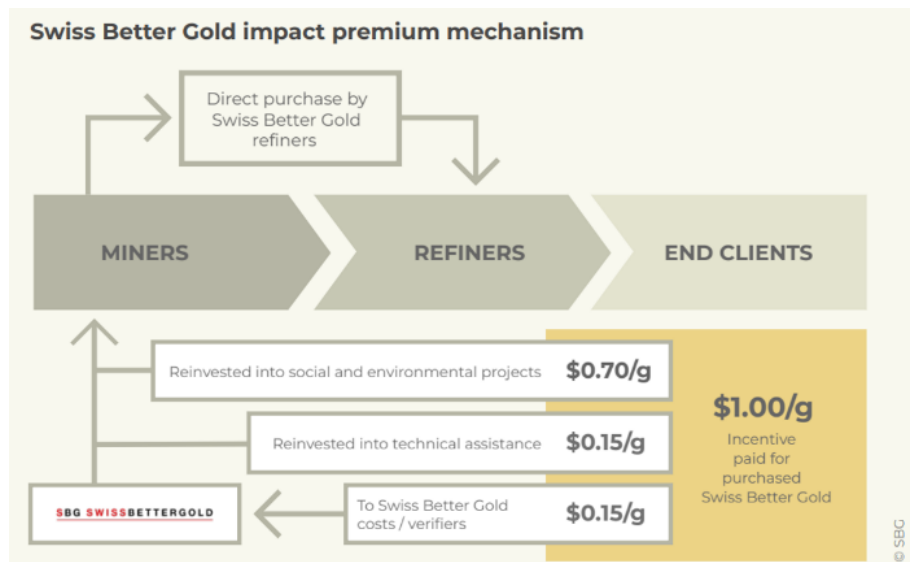 Swiss Better Gold impact premium mechanism
Direct purchase by
Swiss Better Gold
refiners
MINERS
REFINERS
END CLIENTS
Reinvested into social and environmental projects $0.70/g
Reinvested into technical assistance $0.15/g
To Swiss Better Gold
costs / verifiers
$0.15/g
$1.00/g
Incentive
paid for
purchased
Swiss Better Gold
SBG SWISSBETTERGOLD
© SBG